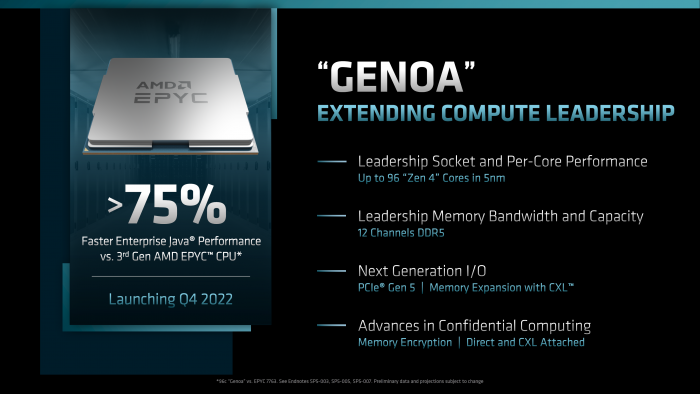 AMD
EPYC
>75%
Faster Enterprise Java® Performance
vs. 3rd Gen AMD EPYC™ CPU*
Launching Q4 2022
“GENOA”
EXTENDING COMPUTE LEADERSHIP
Leadership Socket and Per-Core Performance
Up to 96 “Zen 4” Cores in 5nm
Leadership Memory Bandwidth and Capacity
12 Channels DDR5
Next Generation I/O
PCIe® Gen 5 | Memory Expansion with CXL™
Advances in Confidential Computing
Memory Encryption | Direct and CXL Attached
*96c “Genoa” vs. EPYC 7763. See Endnotes SP5-003, SP5-005, SP5-007. Preliminary data and projections subject to change